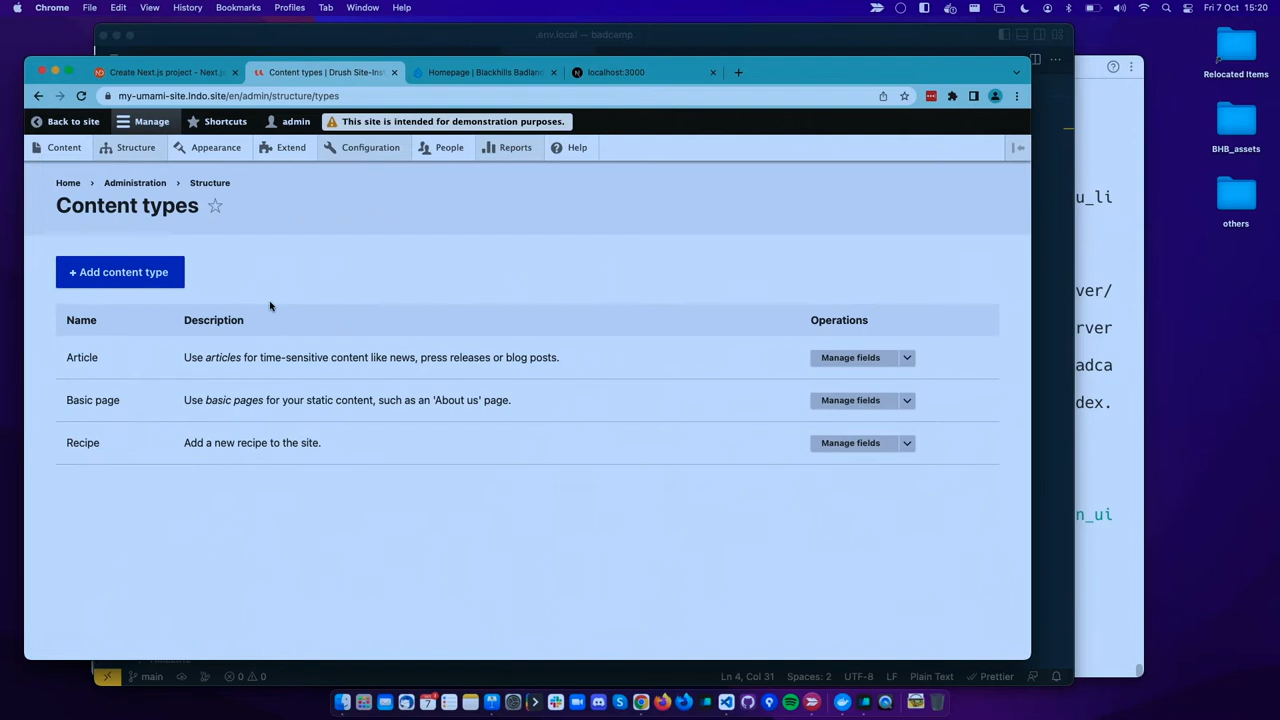 Chrome File Edit View History Bookmarks Profiles Tab Window Help Fri 7 Oct 15:20
.env.local — badcamp
Create Next.js project - Next.js
Content types | Drush Site-Inst
Homepage | Blackhills Badland
localhost:3000
my-umami-site.lndo.site/en/admin/structure/types
Back to site Manage Shortcuts admin This site is intended for demonstration purposes.
Content Structure Appearance Extend Configuration People Reports Help
Home › Administration › Structure
Content types
+ Add content type
Name Description Operations
Article Use articles for time-sensitive content like news, press releases or blog posts. Manage fields
Basic page Use basic pages for your static content, such as an 'About us' page. Manage fields
Recipe Add a new recipe to the site. Manage fields
u_li
ver/
rver
adca
dex.
n_ui
Relocated Items
BHB_assets
others
main 0 0 Ln 4, Col 31 Spaces: 2 UTF-8 LF Plain Text Prettier